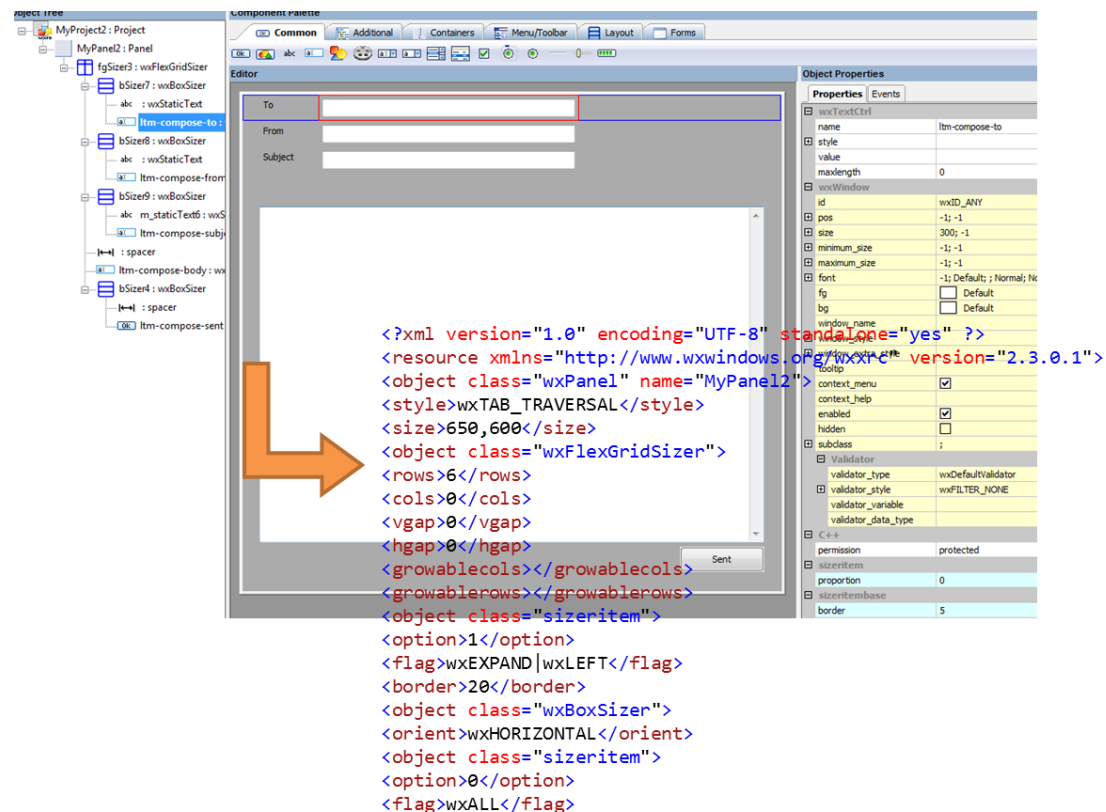 Object Tree
MyProject2 : Project
MyPanel2 : Panel
fgSizer3 : wxFlexGridSizer
bSizer7 : wxBoxSizer
abc : wxStaticText
ltm-compose-to :
bSizer8 : wxBoxSizer
abc : wxStaticText
ltm-compose-from
bSizer9 : wxBoxSizer
abc m_staticText6 : wxS
ltm-compose-subj
: spacer
ltm-compose-body : wx
bSizer4 : wxBoxSizer
: spacer
OK ltm-compose-sent
Component Palette
OK Common Additional Containers Menu/Toolbar Layout Forms
OK abc
Editor
To
From
Subject
Sent
Object Properties
Properties Events
wxTextCtrl
name ltm-compose-to
style
value
maxlength 0
wxWindow
id wxID_ANY
pos -1; -1
size 300; -1
minimum_size -1; -1
maximum_size -1; -1
font -1; Default; ; Normal; No
fg Default
bg Default
window_name
window_style
window_extra_style
tooltip
context_menu
context_help
enabled
hidden
subclass ;
Validator
validator_type wxDefaultValidator
validator_style wxFILTER_NONE
validator_variable
validator_data_type
C++
permission protected
sizeritem
proportion 0
sizeritembase
border 5
<?xml version="1.0" encoding="UTF-8" standalone="yes" ?>
<resource xmlns="http://www.wxwindows.org/wxxrc" version="2.3.0.1">
<object class="wxPanel" name="MyPanel2">
<style>wxTAB_TRAVERSAL</style>
<size>650,600</size>
<object class="wxFlexGridSizer">
<rows>6</rows>
<cols>0</cols>
<vgap>0</vgap>
<hgap>0</hgap>
<growablecols></growablecols>
<growablerows></growablerows>
<object class="sizeritem">
<option>1</option>
<flag>wxEXPAND|wxLEFT</flag>
<border>20</border>
<object class="wxBoxSizer">
<orient>wxHORIZONTAL</orient>
<object class="sizeritem">
<option>0</option>
<flag>wxALL</flag>